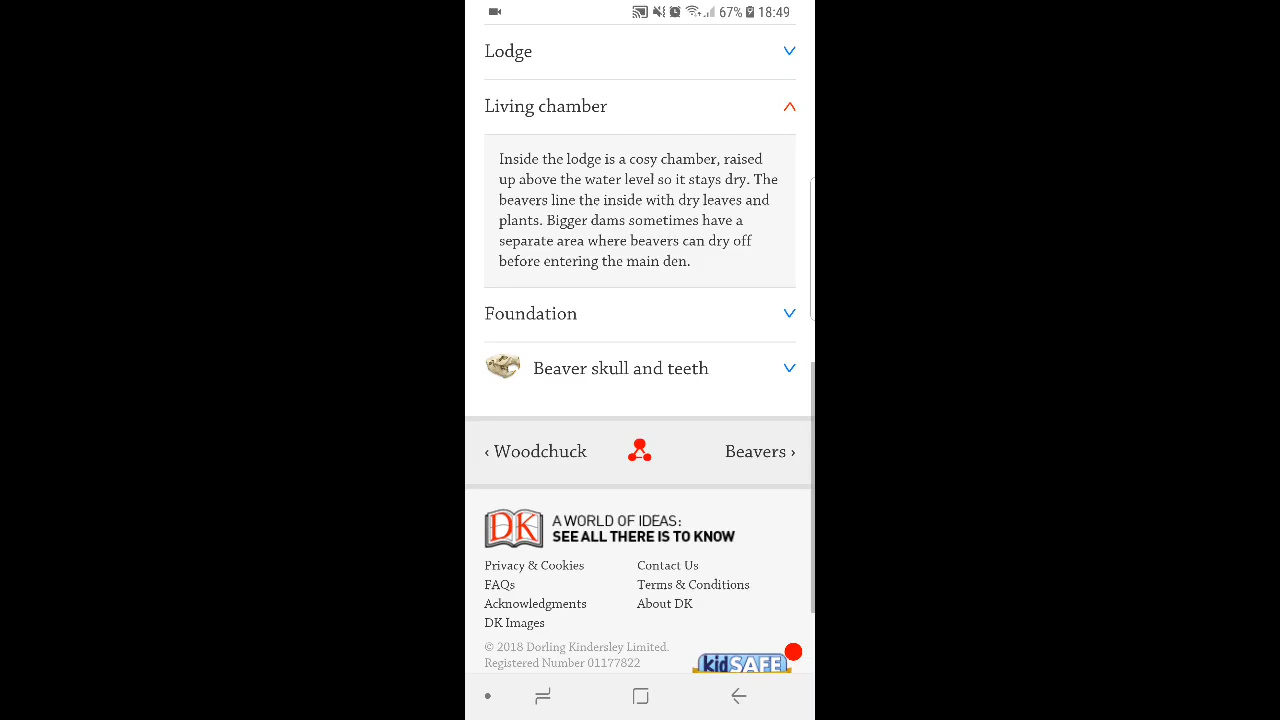 67% 18:49
Lodge
Living chamber
Inside the lodge is a cosy chamber, raised
up above the water level so it stays dry. The
beavers line the inside with dry leaves and
plants. Bigger dams sometimes have a
separate area where beavers can dry off
before entering the main den.
Foundation
Beaver skull and teeth
‹ Woodchuck Beavers ›
DK A WORLD OF IDEAS:
SEE ALL THERE IS TO KNOW
Privacy & Cookies Contact Us
FAQs Terms & Conditions
Acknowledgments About DK
DK Images
© 2018 Dorling Kindersley Limited.
Registered Number 01177822
kidSAFE